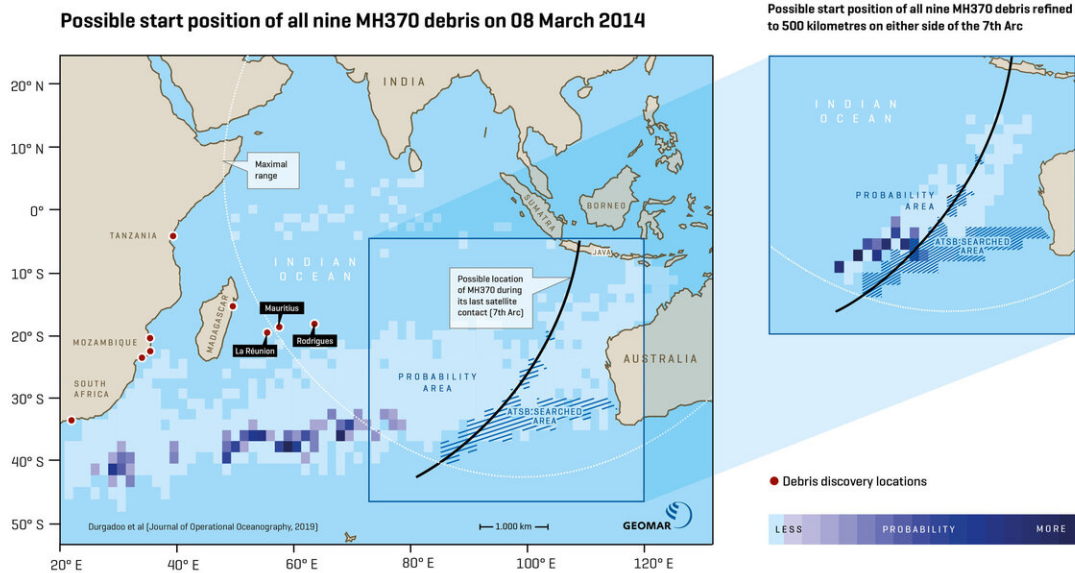 Possible start position of all nine MH370 debris on 08 March 2014
Possible start position of all nine MH370 debris refined
to 500 kilometres on either side of the 7th Arc
20° N
10° N
0°
10° S
20° S
30° S
40° S
50° S
20° E
40° E
60° E
80° E
100° E
120° E
INDIA
Maximal
range
TANZANIA
INDIAN
OCEAN
SUMATRA
BORNEO
JAVA
Possible location
of MH370 during
its last satellite
contact (7th Arc)
MADAGASCAR
Mauritius
La Réunion
Rodrigues
MOZAMBIQUE
SOUTH
AFRICA
PROBABILITY
AREA
ATSB-SEARCHED
AREA
AUSTRALIA
Durgadoo et al (Journal of Operational Oceanography, 2019)
1.000 km
GEOMAR
INDIAN
OCEAN
PROBABILITY
AREA
ATSB-SEARCHED
AREA
Debris discovery locations
LESS PROBABILITY MORE